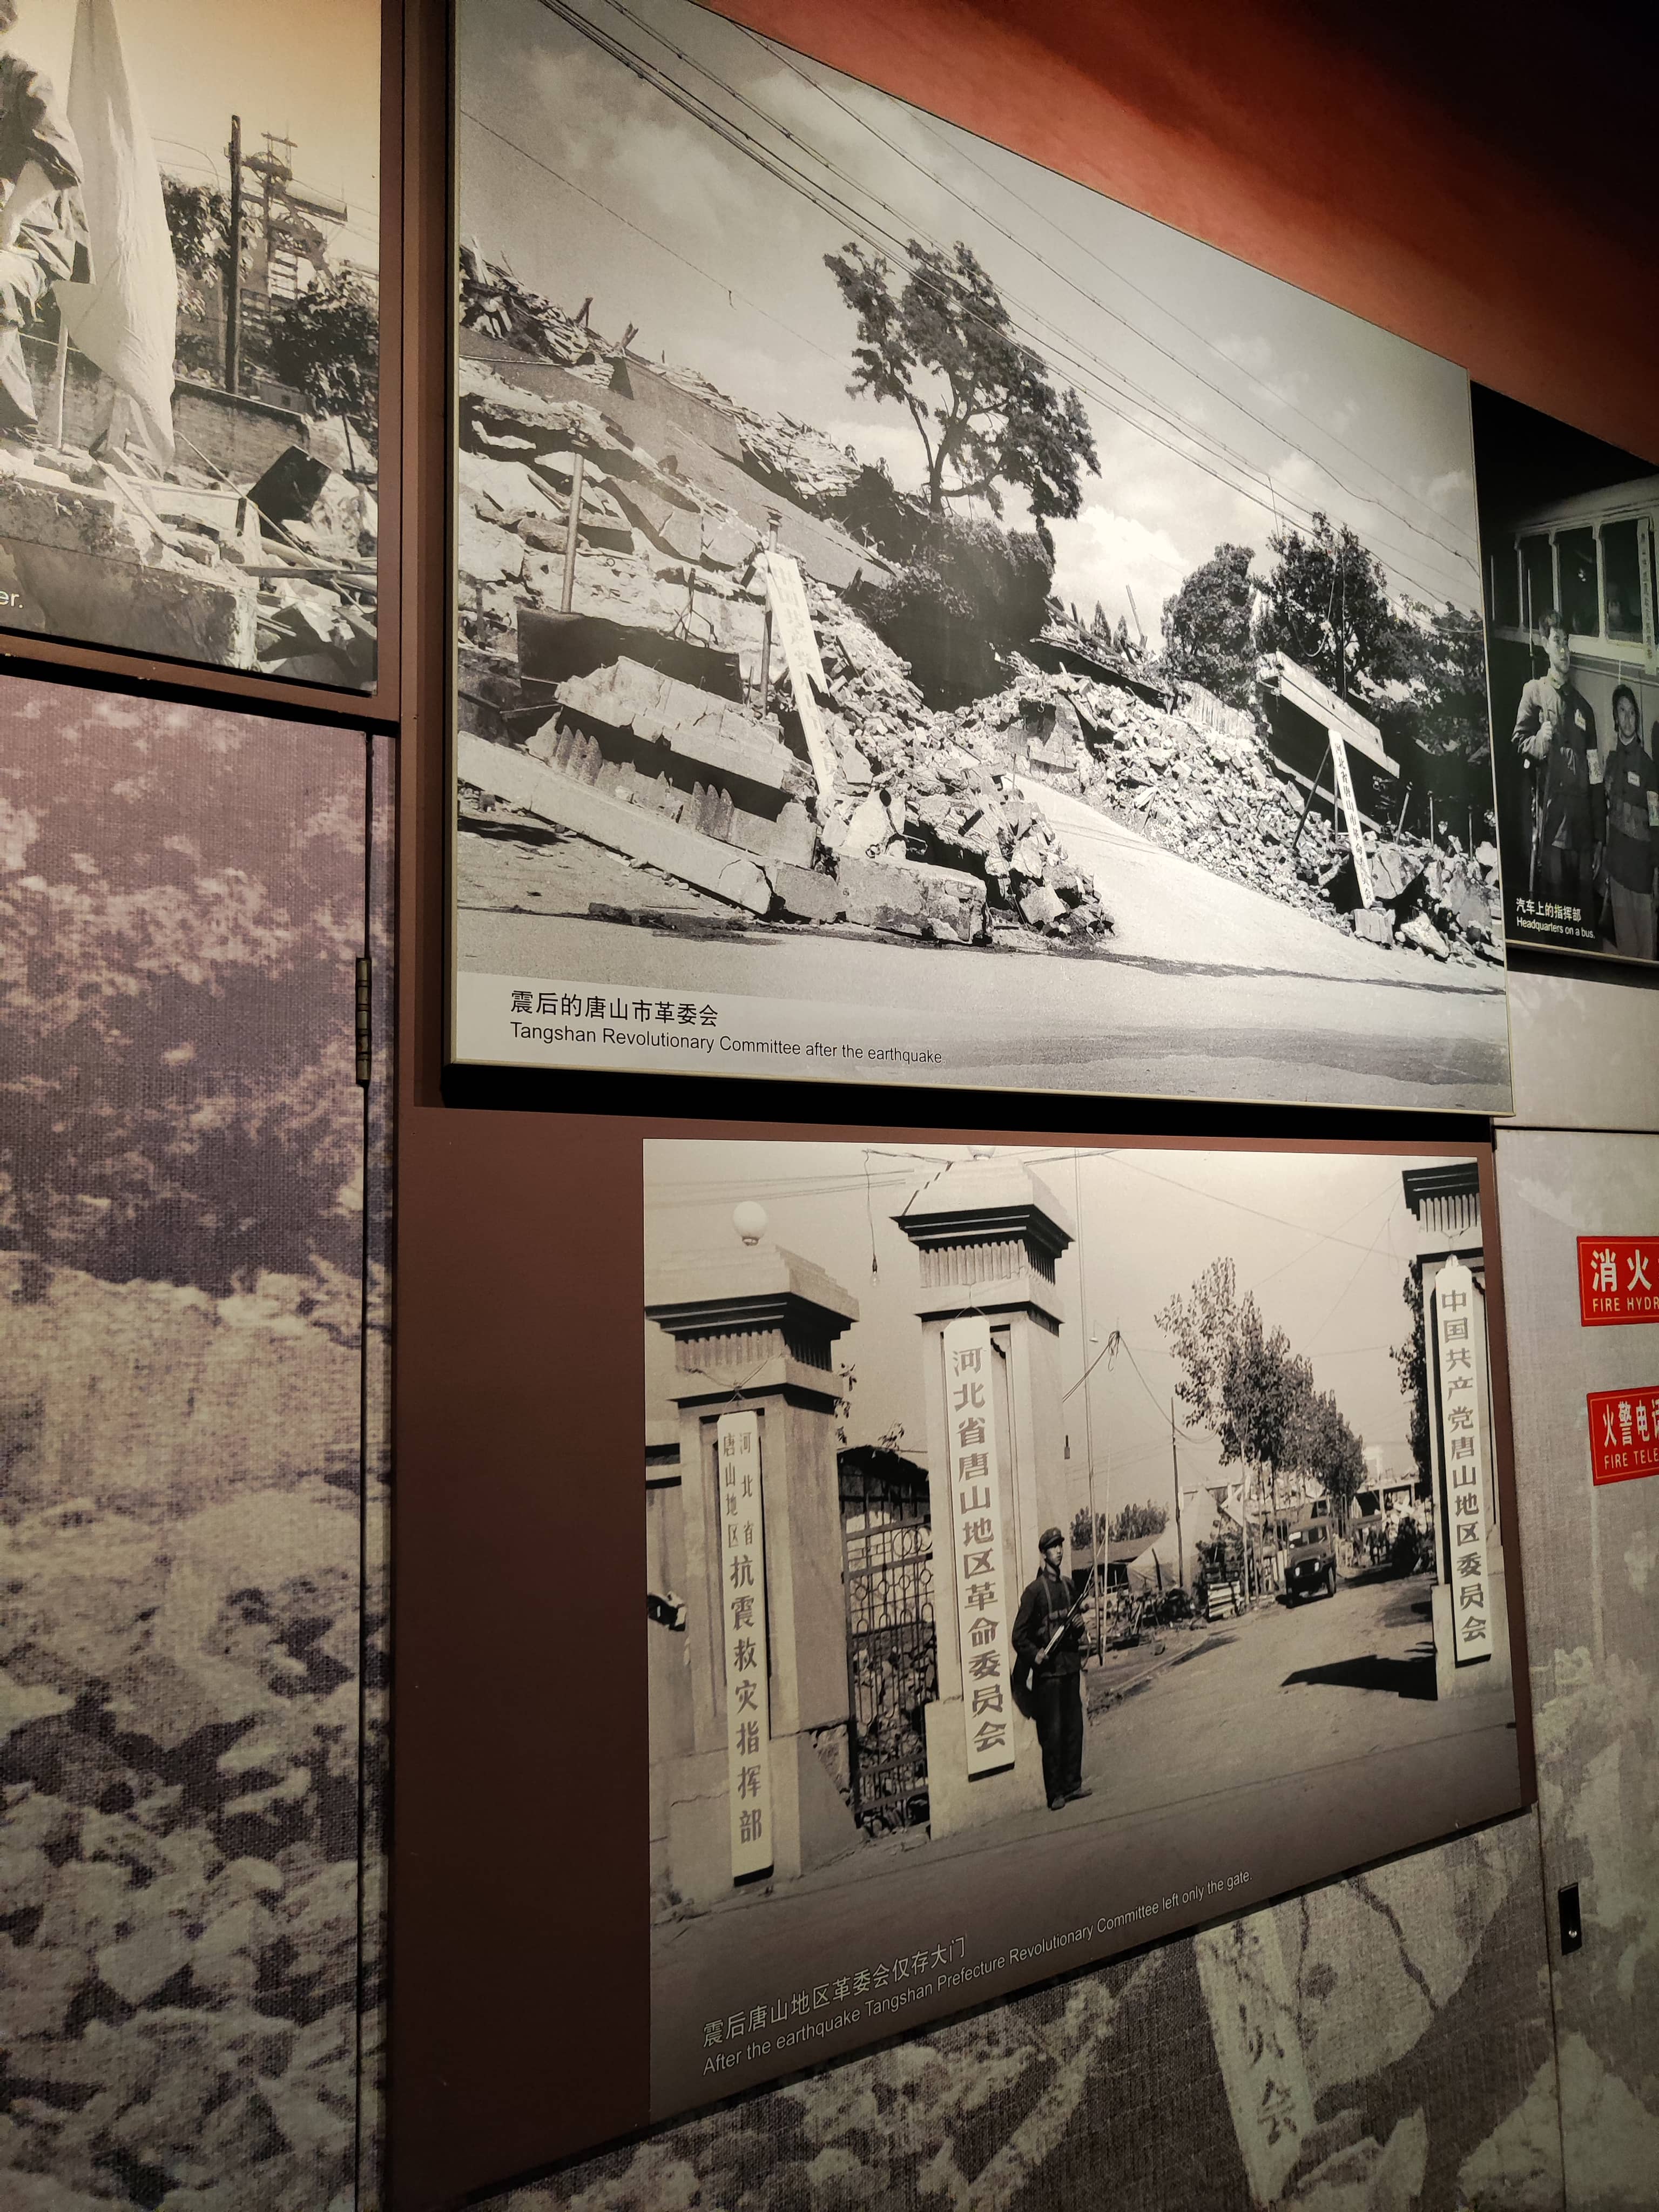 er.
震后的唐山市革委会
Tangshan Revolutionary Committee after the earthquake
汽车上的指挥部
Headquarters on a bus.
河北省
唐山地区
抗震救灾指挥部
河北省唐山地区革命委员会
中国共产党唐山地区委员会
震后唐山地区革委会仅存大门
After the earthquake Tangshan Prefecture Revolutionary Committee left only the gate.
消火
FIRE HYDR
火警电话
FIRE TELE
员会